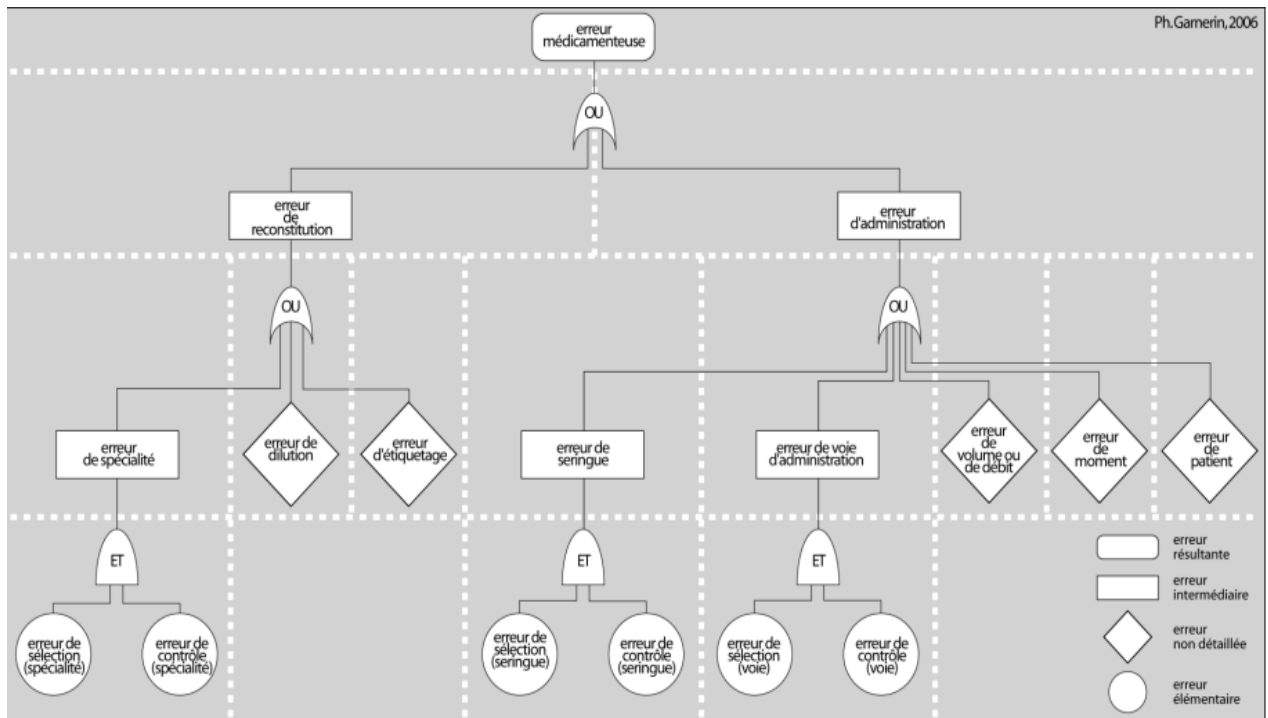 Ph. Garnerin, 2006
erreur
médicamenteuse
OU
erreur
de
reconstitution
erreur
d'administration
OU
OU
erreur
de spécialité
erreur de
dilution
erreur
d'étiquetage
erreur de
seringue
erreur de voie
d'administration
erreur
de
volume ou
de débit
erreur
de
moment
erreur
de
patient
ET
ET
ET
erreur de
sélection
(spécialité)
erreur de
contrôle
(spécialité)
erreur de
sélection
(seringue)
erreur de
contrôle
(seringue)
erreur de
sélection
(voie)
erreur de
contrôle
(voie)
erreur
résultante
erreur
intermédiaire
erreur
non détaillée
erreur
élémentaire